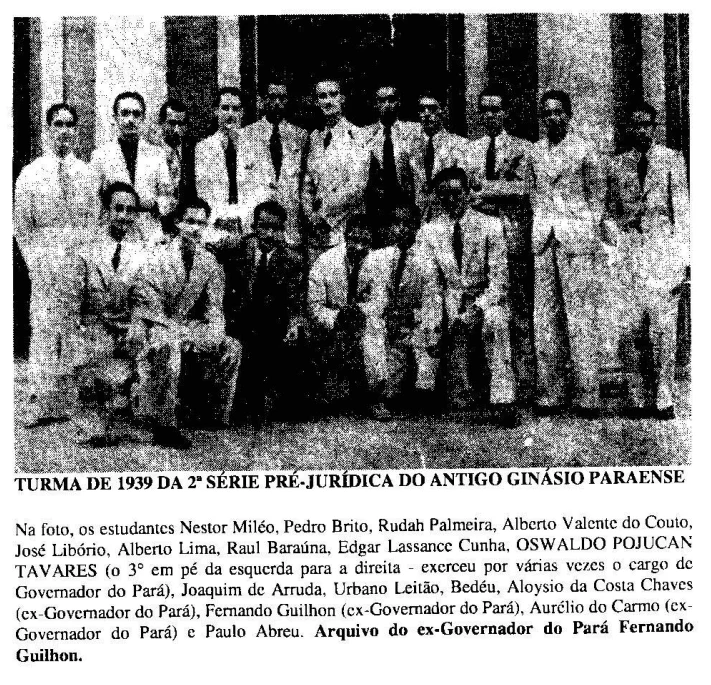 TURMA DE 1939 DA 2ª SÉRIE PRÉ-JURÍDICA DO ANTIGO GINÁSIO PARAENSE
Na foto, os estudantes Nestor Miléo, Pedro Brito, Rudah Palmeira, Alberto Valente do Couto,
José Libório, Alberto Lima, Raul Baraúna, Edgar Lassance Cunha, OSWALDO POJUCAN
TAVARES (o 3° em pé da esquerda para a direita - exerceu por várias vezes o cargo de
Governador do Pará), Joaquim de Arruda, Urbano Leitão, Bedéu, Aloysio da Costa Chaves
(ex-Governador do Pará), Fernando Guilhon (ex-Governador do Pará), Aurélio do Carmo (ex-
Governador do Pará) e Paulo Abreu. Arquivo do ex-Governador do Pará Fernando
Guilhon.